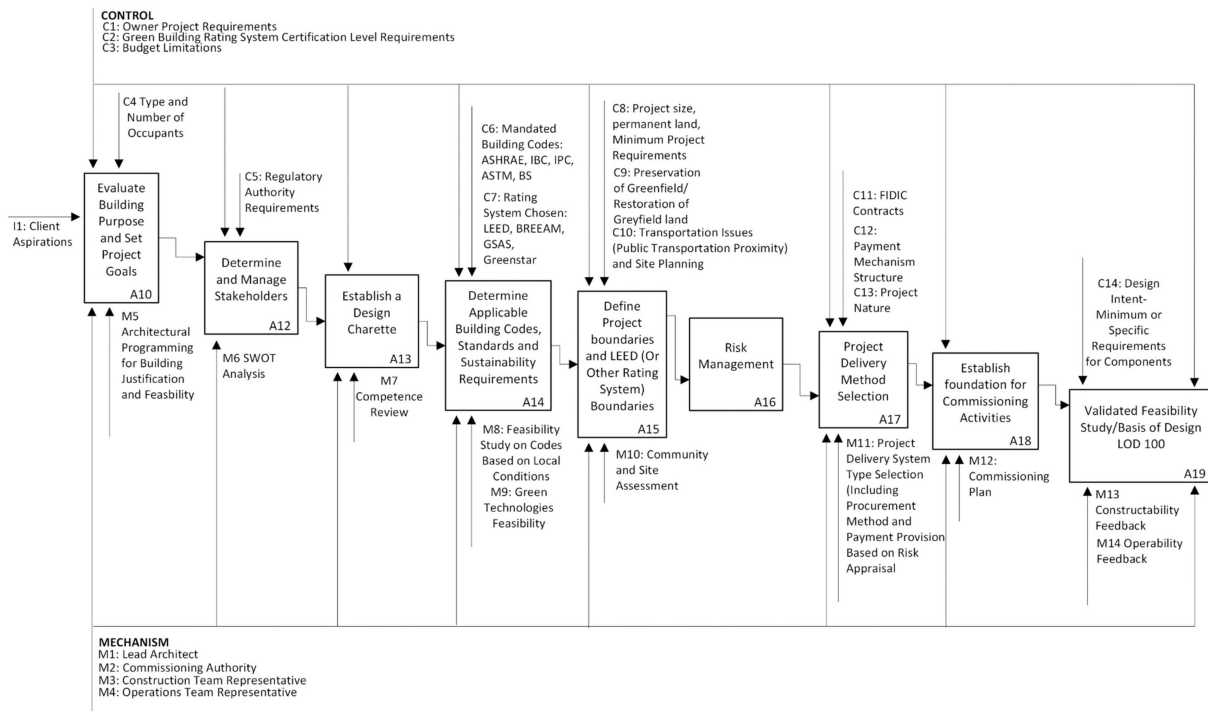 CONTROL
C1: Owner Project Requirements
C2: Green Building Rating System Certification Level Requirements
C3: Budget Limitations
C4 Type and
Number of
Occupants
I1: Client
Aspirations
Evaluate
Building
Purpose
and Set
Project
Goals
A10
M5
Architectural
Programming
for Building
Justification
and Feasbility
C5: Regulatory
Authority
Requirements
Determine
and Manage
Stakeholders
A12
M6 SWOT
Analysis
Establish a
Design
Charette
A13
M7
Competence
Review
C6: Mandated
Building Codes:
ASHRAE, IBC, IPC,
ASTM, BS
C7: Rating
System Chosen:
LEED, BREEAM,
GSAS,
Greenstar
Determine
Applicable
Building Codes,
Standards and
Sustainability
Requirements
A14
M8: Feasibility
Study on Codes
Based on Local
Conditions
M9: Green
Technologies
Feasibility
C8: Project size,
permanent land,
Minimum Project
Requirements
C9: Preservation
of Greenfield/
Restoration of
Greyfield land
C10: Transportation Issues
(Public Transportation Proximity)
and Site Planning
Define
Project
boundaries
and LEED (Or
Other Rating
System)
Boundaries
A15
M10: Community
and Site
Assessment
Risk
Management
A16
C11: FIDIC
Contracts
C12:
Payment
Mechanism
Structure
C13: Project
Nature
Project
Delivery
Method
Selection
A17
M11: Project
Delivery System
Type Selection
(Including
Procurement
Method and
Payment Provision
Based on Risk
Appraisal
Establish
foundation for
Commissioning
Activities
A18
M12:
Commissioning
Plan
C14: Design
Intent-
Minimum or
Specific
Requirements
for Components
Validated Feasibility
Study/Basis of Design
LOD 100
A19
M13
Constructability
Feedback
M14 Operability
Feedback
MECHANISM
M1: Lead Architect
M2: Commissioning Authority
M3: Construction Team Representative
M4: Operations Team Representative